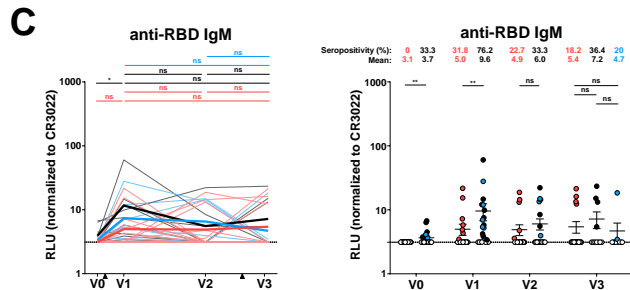 C
anti-RBD IgM
ns
ns
ns
* ns ns
ns ns
ns ns ns
RLU (normalized to CR3022)
1000
100
10
1
V0 V1 V2 V3
anti-RBD IgM
Seropositivity (%): 0 33.3 31.8 76.2 22.7 33.3 18.2 36.4 20
Mean: 3.1 3.7 5.0 9.6 4.9 6.0 5.4 7.2 4.7
RLU (normalized to CR3022)
1000
100
10
1
** ** ns ns
ns
ns
V0 V1 V2 V3